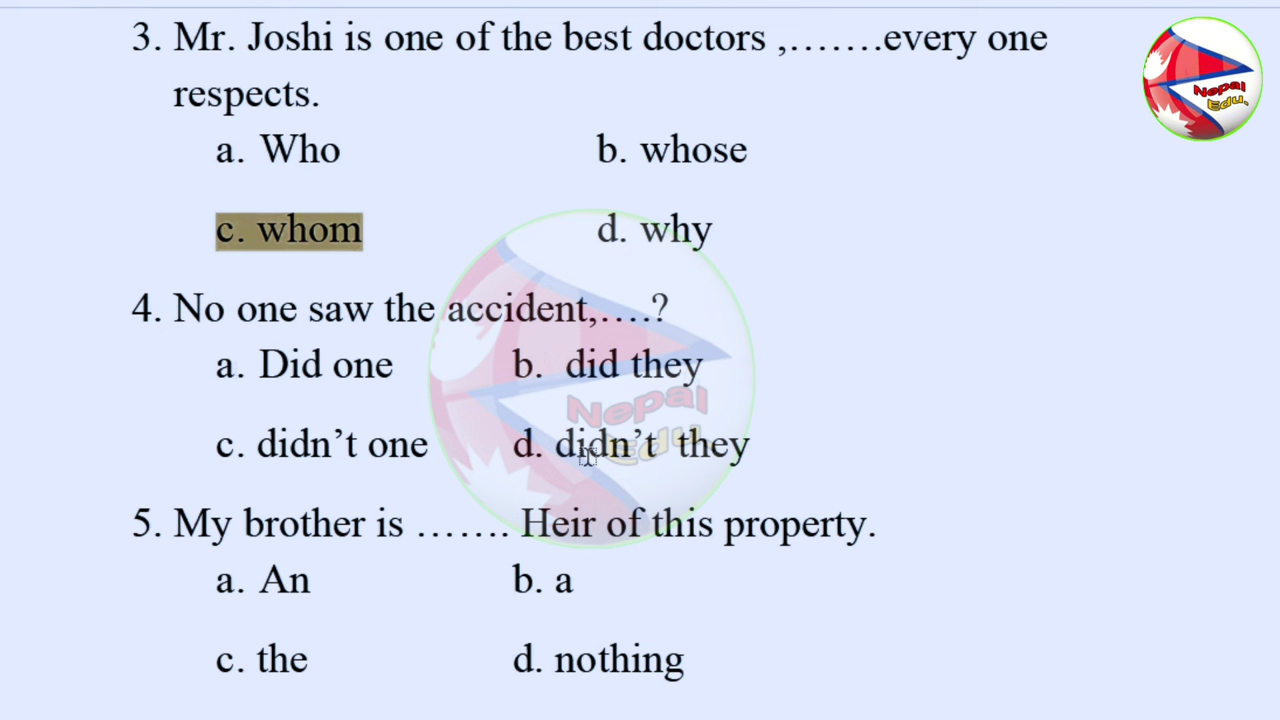 3. Mr. Joshi is one of the best doctors ,.......every one
respects.
a. Who b. whose
c. whom d. why
4. No one saw the accident,....?
a. Did one b. did they
c. didn't one d. didn't they
5. My brother is ....... Heir of this property.
a. An b. a
c. the d. nothing
Nepal
Edu.
Nepal
Edu.